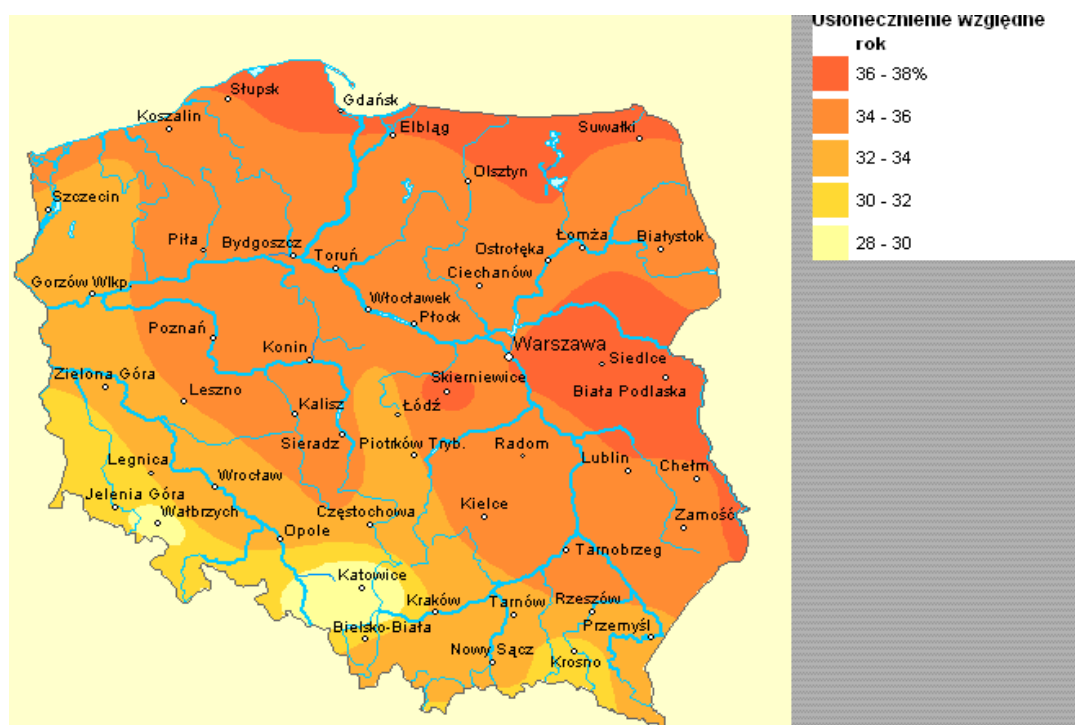 Usłonecznienie względne
rok
36 - 38%
34 - 36
32 - 34
30 - 32
28 - 30
Słupsk
Gdańsk
Koszalin
Elbląg
Suwałki
Olsztyn
Szczecin
Piła
Bydgoszcz
Toruń
Ostrołęka
Łomża
Białystok
Ciechanów
Gorzów Wlkp.
Włocławek
Płock
Poznań
Konin
Warszawa
Siedlce
Skierniewice
Biała Podlaska
Zielona Góra
Leszno
Kalisz
Łódź
Sieradz
Piotrków Tryb.
Radom
Lublin
Chełm
Legnica
Wrocław
Jelenia Góra
Wałbrzych
Częstochowa
Kielce
Zamość
Opole
Tarnobrzeg
Katowice
Kraków
Tarnów
Rzeszów
Bielsko-Biała
Przemyśl
Nowy Sącz
Krosno